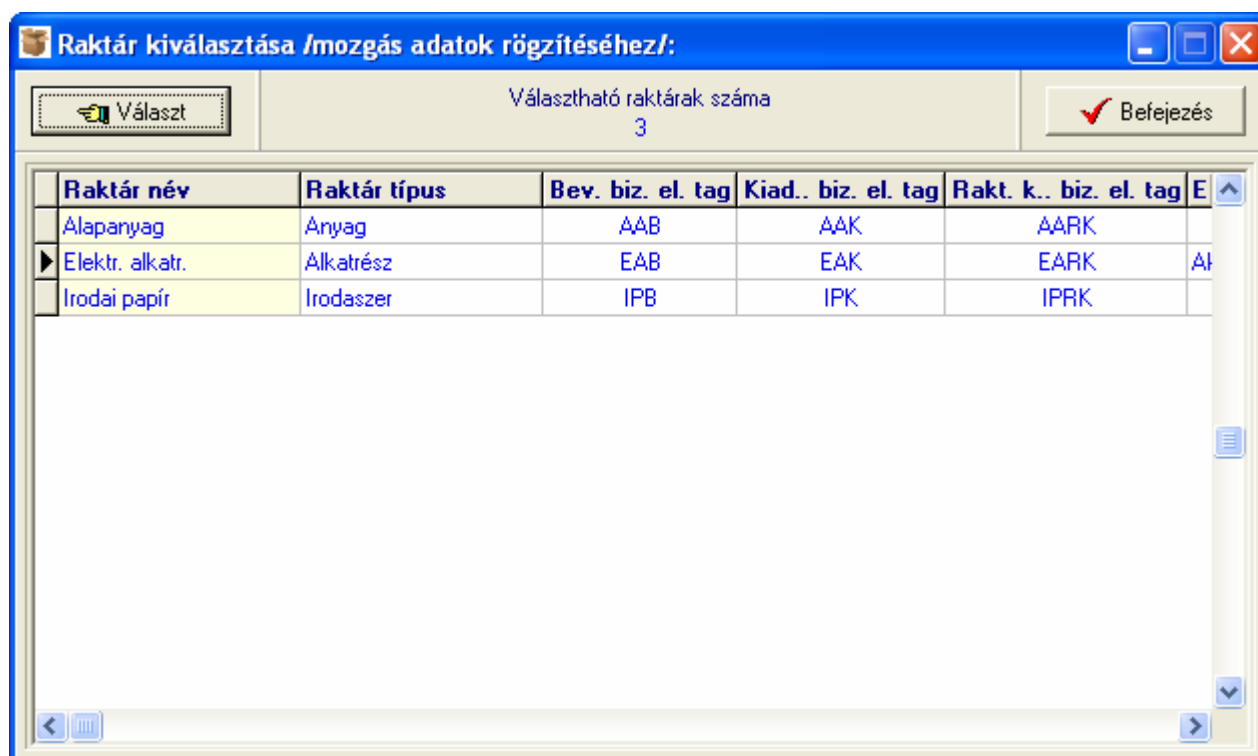 Raktár kiválasztása /mozgás adatok rögzítéséhez/:
Választ
Választható raktárak száma
3
Befejezés
Raktár név Raktár típus Bev. biz. el. tag Kiad.. biz. el. tag Rakt. k.. biz. el. tag E
Alapanyag Anyag AAB AAK AARK
Elektr. alkatr. Alkatrész EAB EAK EARK
Irodai papír Irodaszer IPB IPK IPRK